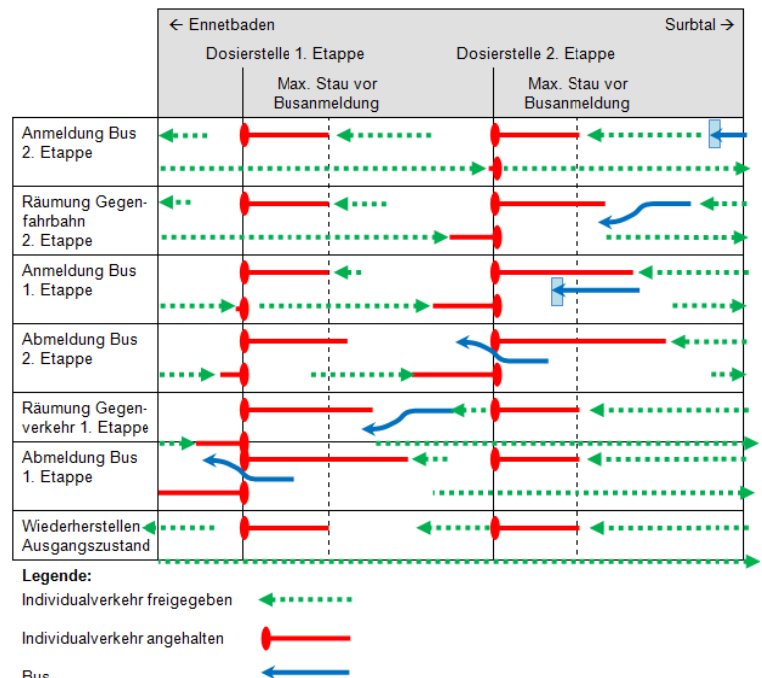 ← Ennetbaden Surbtal →
Dosierstelle 1. Etappe Dosierstelle 2. Etappe
Max. Stau vor Max. Stau vor
Busanmeldung Busanmeldung
Anmeldung Bus
2. Etappe
Räumung Gegen-
fahrbahn
2. Etappe
Anmeldung Bus
1. Etappe
Abmeldung Bus
2. Etappe
Räumung Gegen-
verkehr 1. Etappe
Abmeldung Bus
1. Etappe
Wiederherstellen
Ausgangszustand
Legende:
Individualverkehr freigegeben
Individualverkehr angehalten
Bus